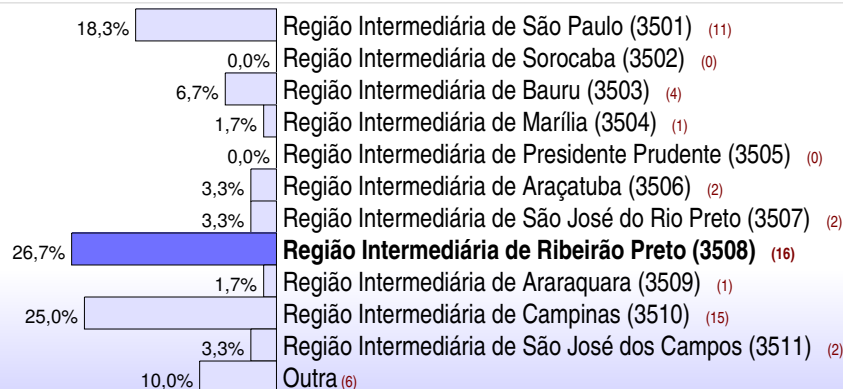 18,3% Região Intermediária de São Paulo (3501) (11)
0,0% Região Intermediária de Sorocaba (3502) (0)
6,7% Região Intermediária de Bauru (3503) (4)
1,7% Região Intermediária de Marília (3504) (1)
0,0% Região Intermediária de Presidente Prudente (3505) (0)
3,3% Região Intermediária de Araçatuba (3506) (2)
3,3% Região Intermediária de São José do Rio Preto (3507) (2)
26,7% Região Intermediária de Ribeirão Preto (3508) (16)
1,7% Região Intermediária de Araraquara (3509) (1)
25,0% Região Intermediária de Campinas (3510) (15)
3,3% Região Intermediária de São José dos Campos (3511) (2)
10,0% Outra (6)